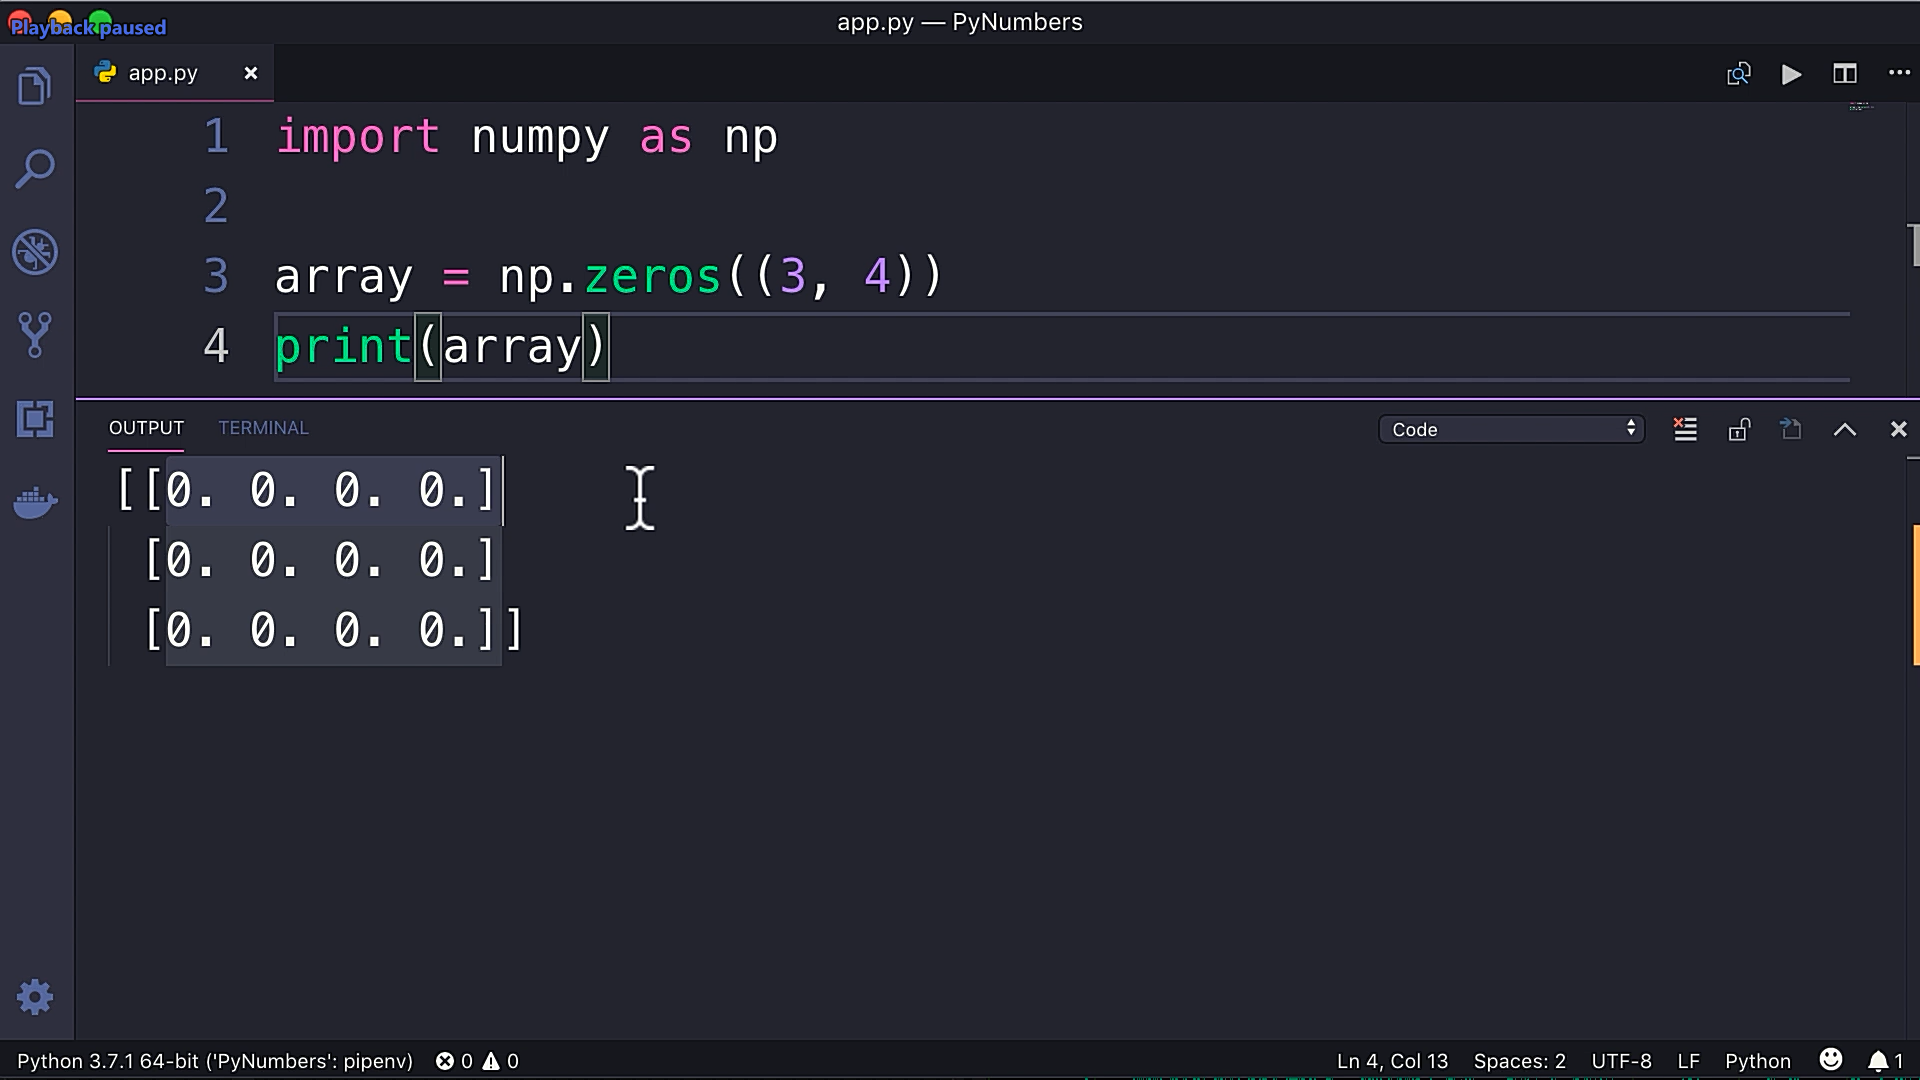 Playback paused
app.py — PyNumbers
app.py
1 import numpy as np
2
3 array = np.zeros((3, 4))
4 print(array)
OUTPUT TERMINAL Code
[[0. 0. 0. 0.]
[0. 0. 0. 0.]
[0. 0. 0. 0.]]
Python 3.7.1 64-bit ('PyNumbers': pipenv) 0 0 Ln 4, Col 13 Spaces: 2 UTF-8 LF Python 1